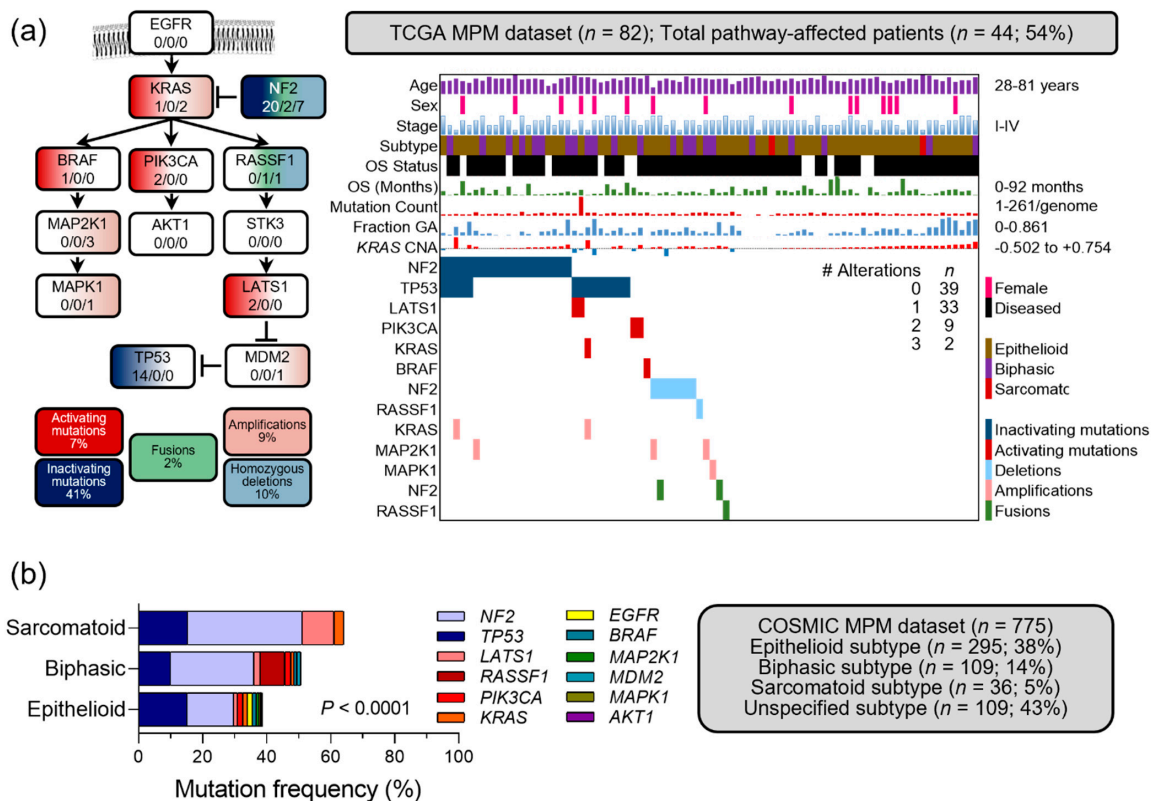 (a)
EGFR
0/0/0
KRAS
1/0/2
NF2
20/2/7
BRAF
1/0/0
PIK3CA
2/0/0
RASSF1
0/1/1
MAP2K1
0/0/3
AKT1
0/0/0
STK3
0/0/0
MAPK1
0/0/1
LATS1
2/0/0
TP53
14/0/0
MDM2
0/0/1
Activating
mutations
7%
Fusions
2%
Amplifications
9%
Inactivating
mutations
41%
Homozygous
deletions
10%
TCGA MPM dataset (n = 82); Total pathway-affected patients (n = 44; 54%)
Age
28-81 years
Sex
Stage
I-IV
Subtype
OS Status
OS (Months)
0-92 months
Mutation Count
1-261/genome
Fraction GA
0-0.861
KRAS CNA
-0.502 to +0.754
NF2
TP53
LATS1
PIK3CA
KRAS
BRAF
NF2
RASSF1
KRAS
MAP2K1
MAPK1
NF2
RASSF1
# Alterations n
0 39
1 33
2 9
3 2
Female
Diseased
Epithelioid
Biphasic
Sarcomatc
Inactivating mutations
Activating mutations
Deletions
Amplifications
Fusions
(b)
Sarcomatoid
Biphasic
Epithelioid
P < 0.0001
0 20 40 60 80 100
Mutation frequency (%)
NF2
TP53
LATS1
RASSF1
PIK3CA
KRAS
EGFR
BRAF
MAP2K1
MDM2
MAPK1
AKT1
COSMIC MPM dataset (n = 775)
Epithelioid subtype (n = 295; 38%)
Biphasic subtype (n = 109; 14%)
Sarcomatoid subtype (n = 36; 5%)
Unspecified subtype (n = 109; 43%)